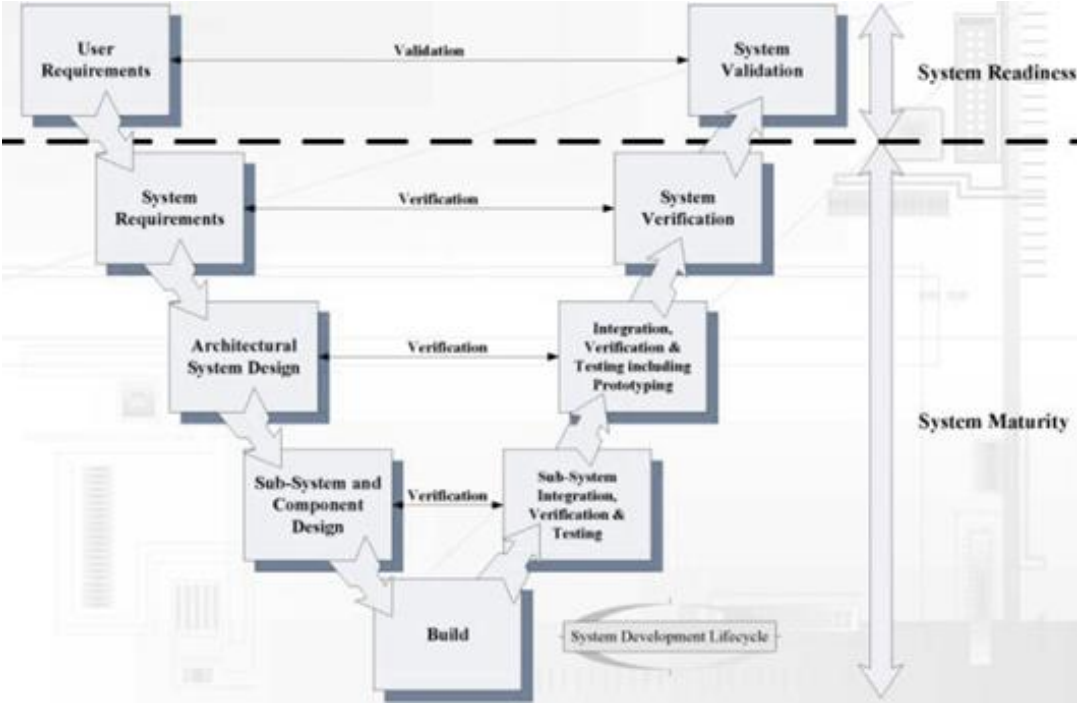 User
Requirements
Validation
System
Validation
System Readiness
System
Requirements
Verification
System
Verification
Architectural
System Design
Verification
Integration,
Verification &
Testing including
Prototyping
System Maturity
Sub-System and
Component
Design
Verification
Sub-System
Integration,
Verification &
Testing
Build
System Development Lifecycle